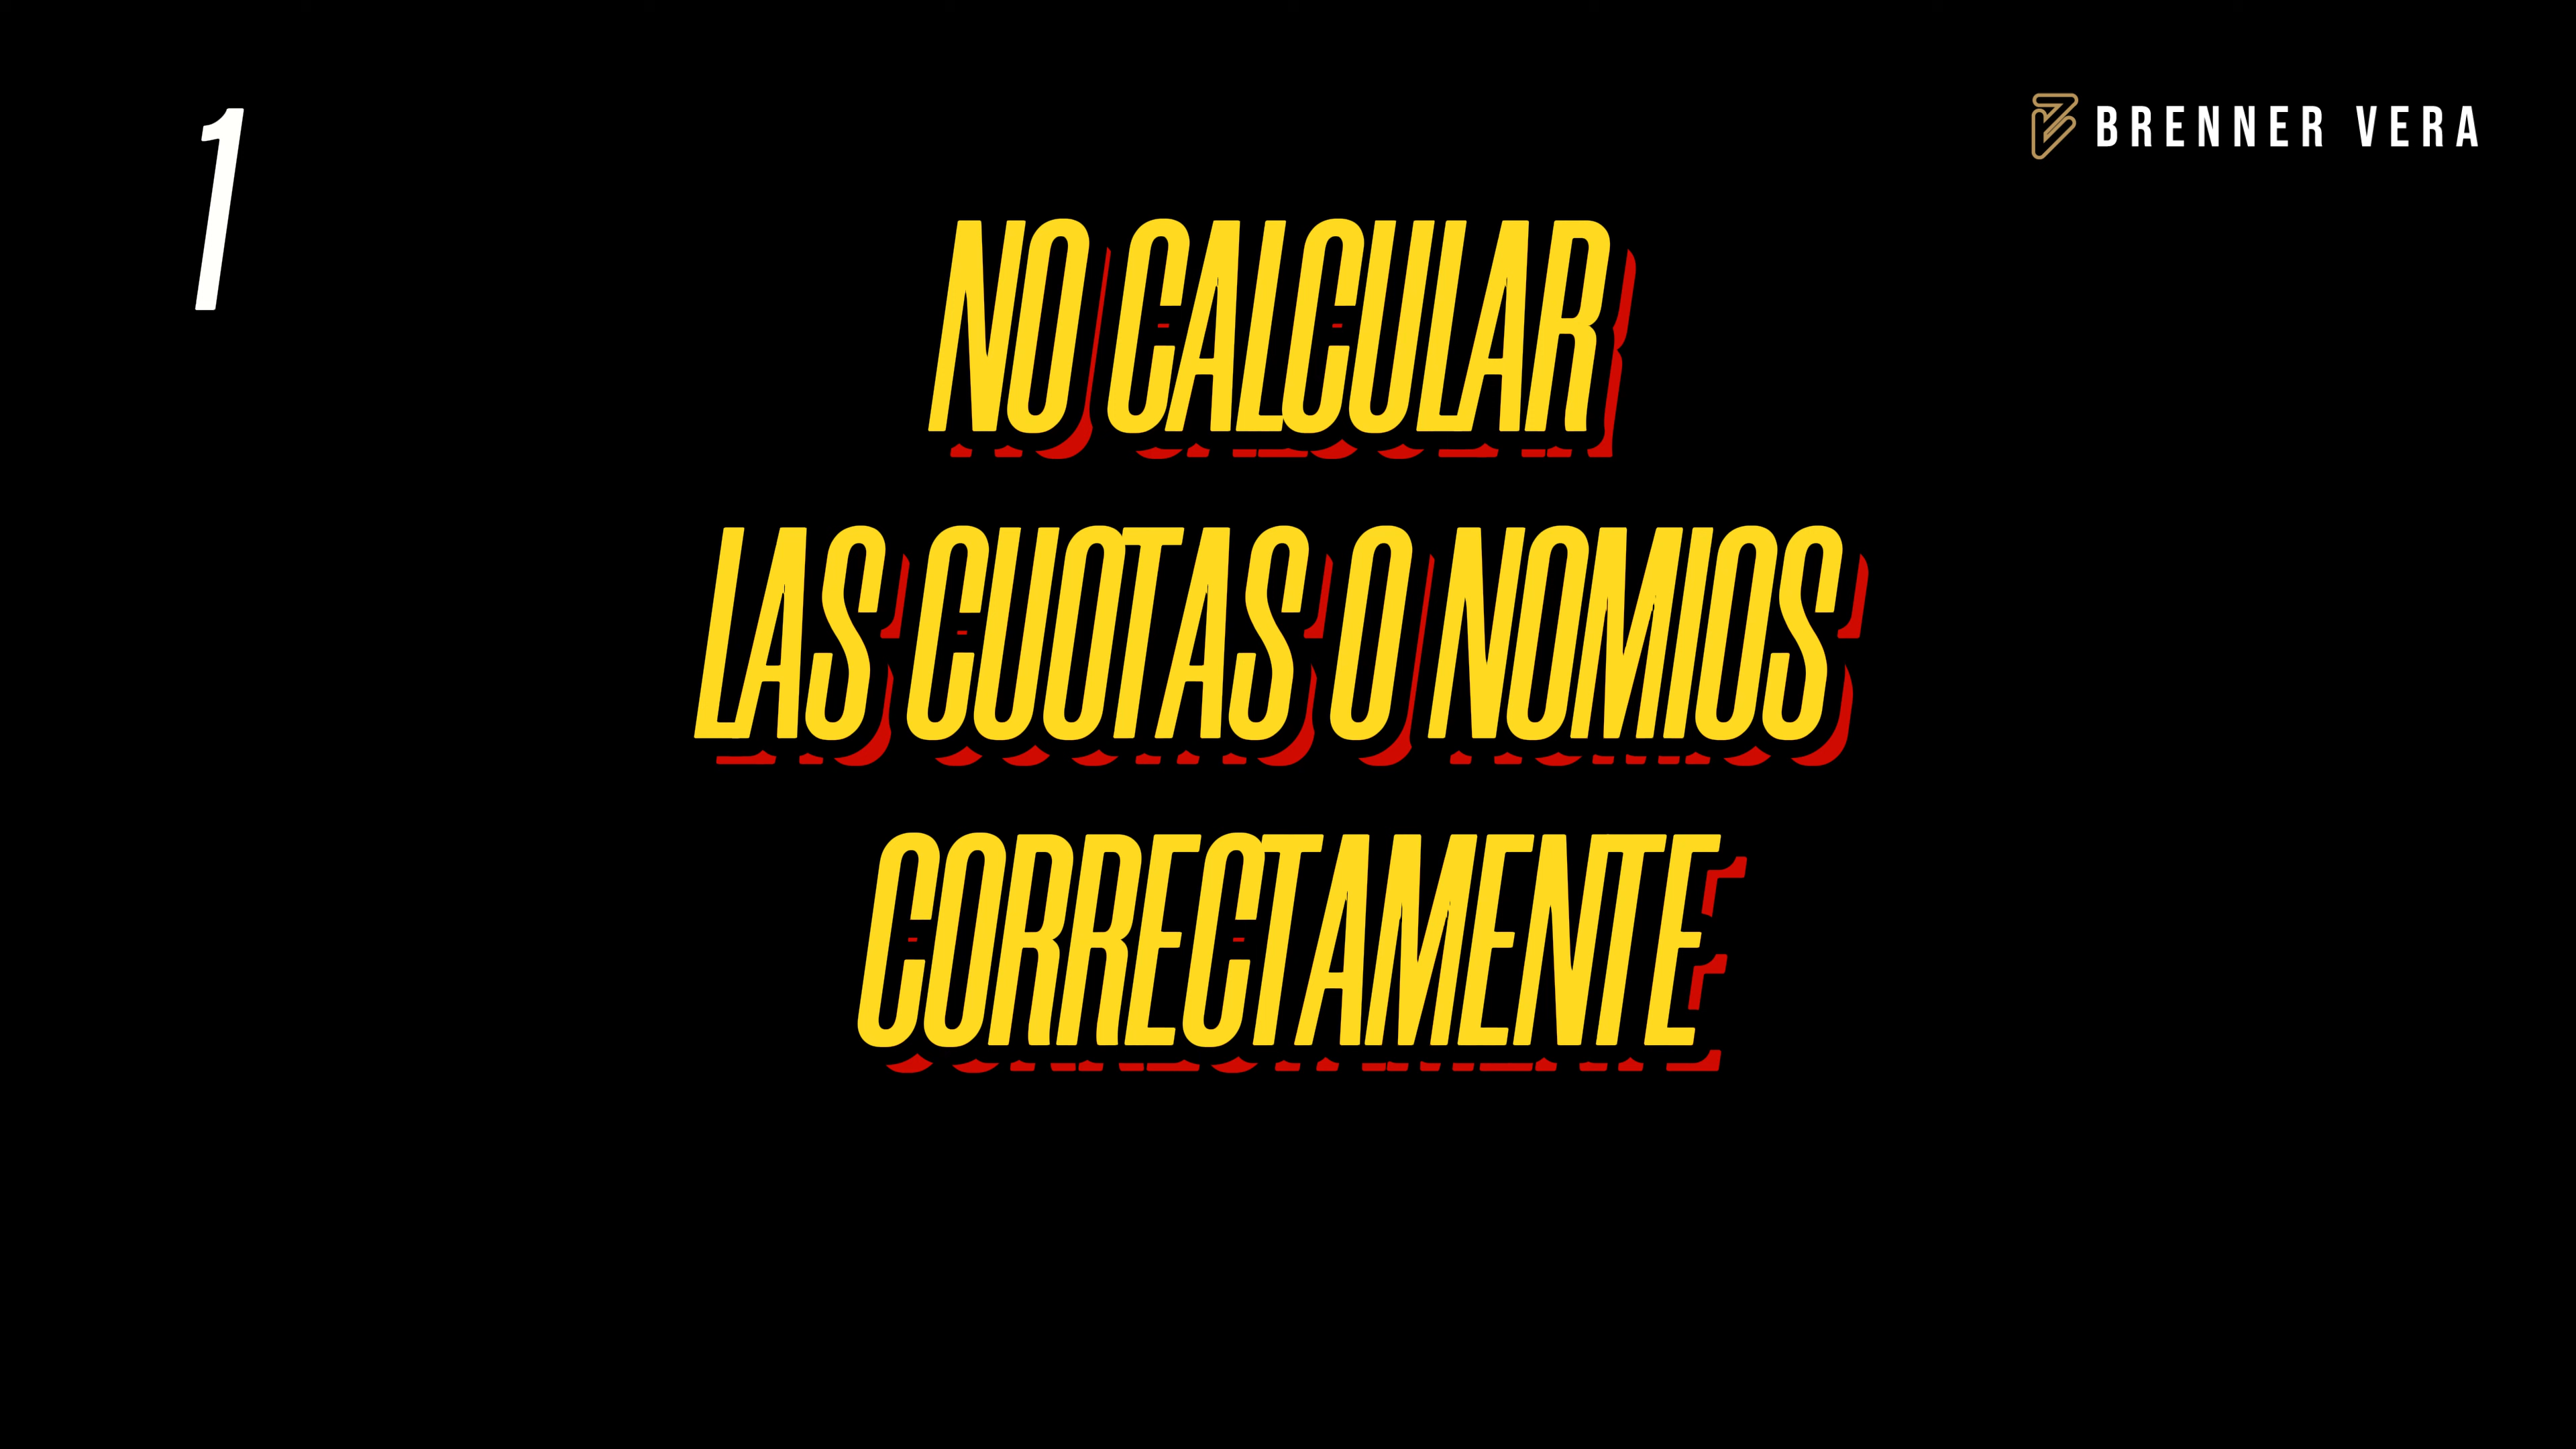 1
BRENNER VERA
NO CALCULAR
LAS CUOTAS O NOMIOS
CORRECTAMENTE